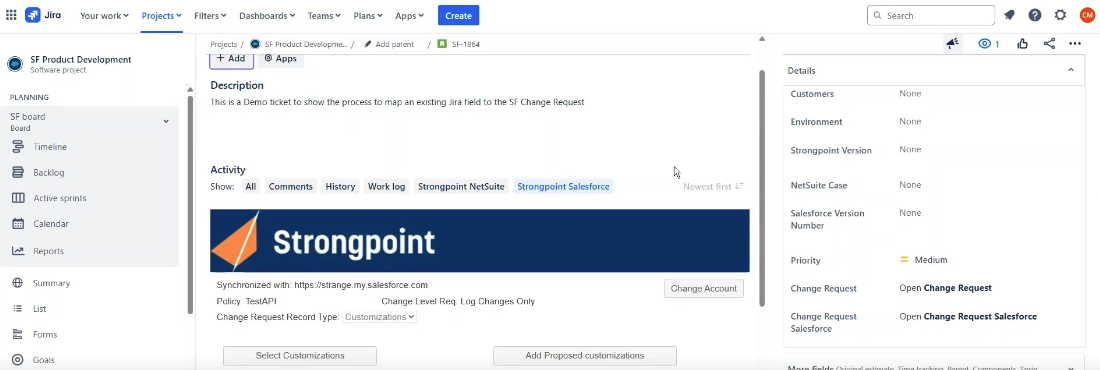 Jira
Your work
Projects
Filters
Dashboards
Teams
Plans
Apps
Create
Search
CM
SF Product Development
Software project
PLANNING
SF board
Board
Timeline
Backlog
Active sprints
Calendar
Reports
Summary
List
Forms
Goals
Projects / SF Product Developme... / Add parent / SF-1864
+ Add
Apps
Description
This is a Demo ticket to show the process to map an existing Jira field to the SF Change Request
Activity
Show: All Comments History Work log Strongpoint NetSuite Strongpoint Salesforce Newest first
Strongpoint
Synchronized with: https://strange.my.salesforce.com
Change Account
Policy: TestAPI Change Level Req: Log Changes Only
Change Request Record Type: Customizations
Select Customizations
Add Proposed customizations
1
Details
Customers None
Environment None
Strongpoint Version None
NetSuite Case None
Salesforce Version None
Number
Priority Medium
Change Request Open Change Request
Change Request Open Change Request Salesforce
Salesforce
More fields Original estimate, Time tracking, Parent, Components, Sprin...